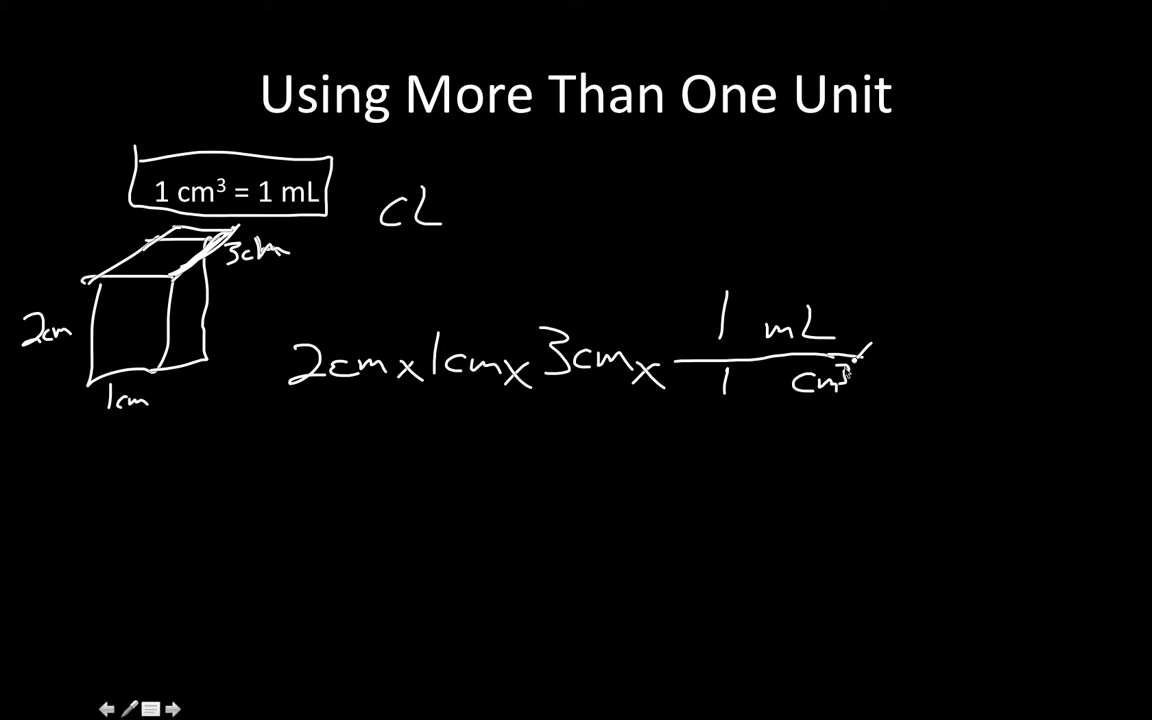 Using More Than One Unit
1 cm³ = 1 mL
cL
3cm
2cm
1cm
2cm x 1cm x 3cm x 1 mL
1 cm³